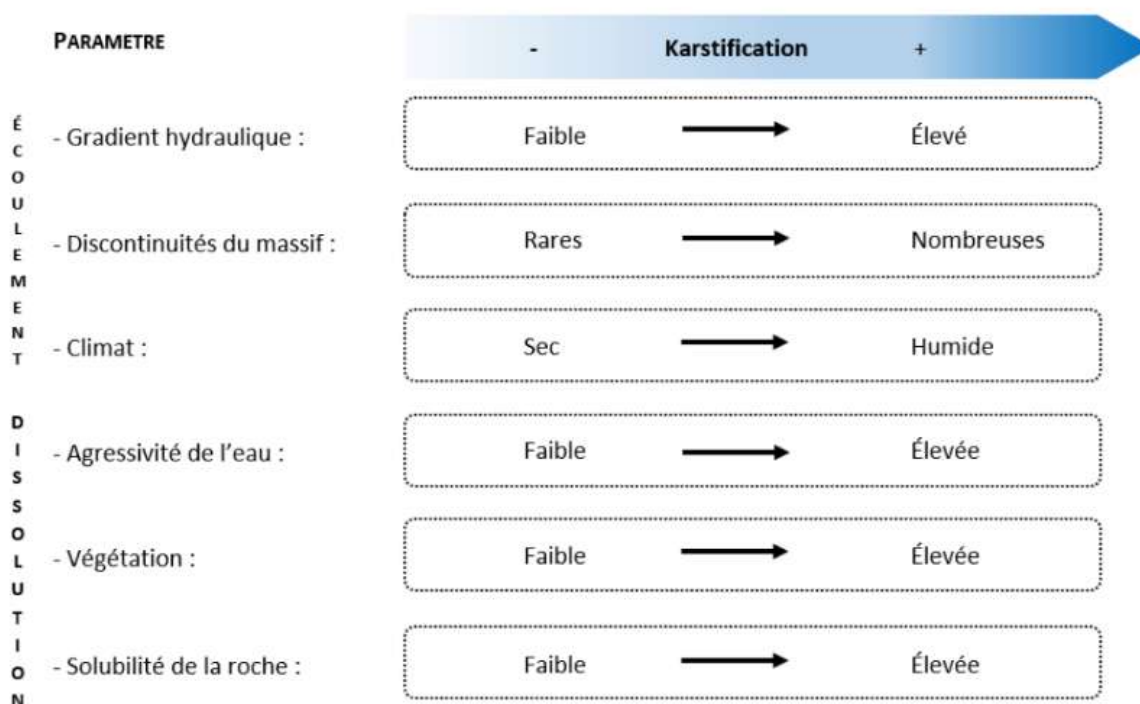 PARAMETRE - Karstification +
ÉCOULEMENT
- Gradient hydraulique : Faible Élevé
- Discontinuités du massif : Rares Nombreuses
- Climat : Sec Humide
DISSOLUTION
- Agressivité de l'eau : Faible Élevée
- Végétation : Faible Élevée
- Solubilité de la roche : Faible Élevée